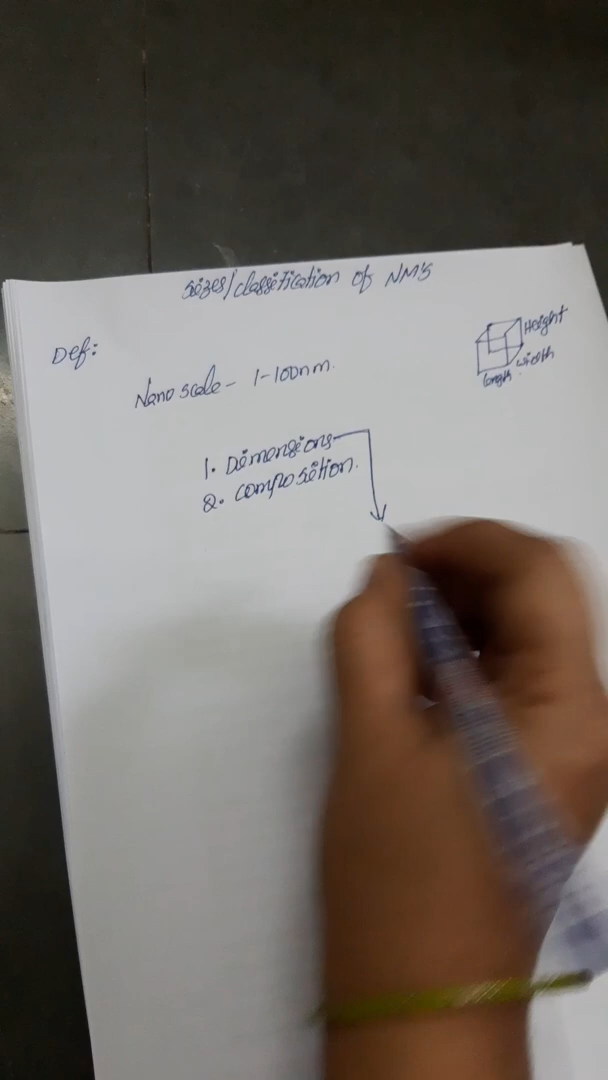 sizes/classification of NM's
Def:
Height
width
length
Nano scale - 1-100nm.
1. Dimensions
2. composition.